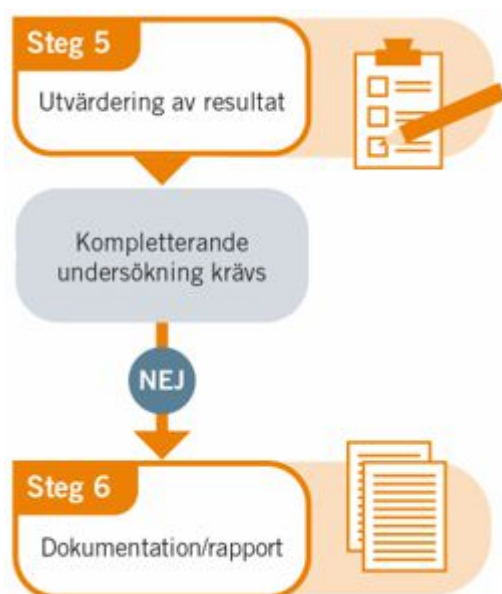 Steg 5
Utvärdering av resultat
Kompletterande
undersökning krävs
NEJ
Steg 6
Dokumentation/rapport